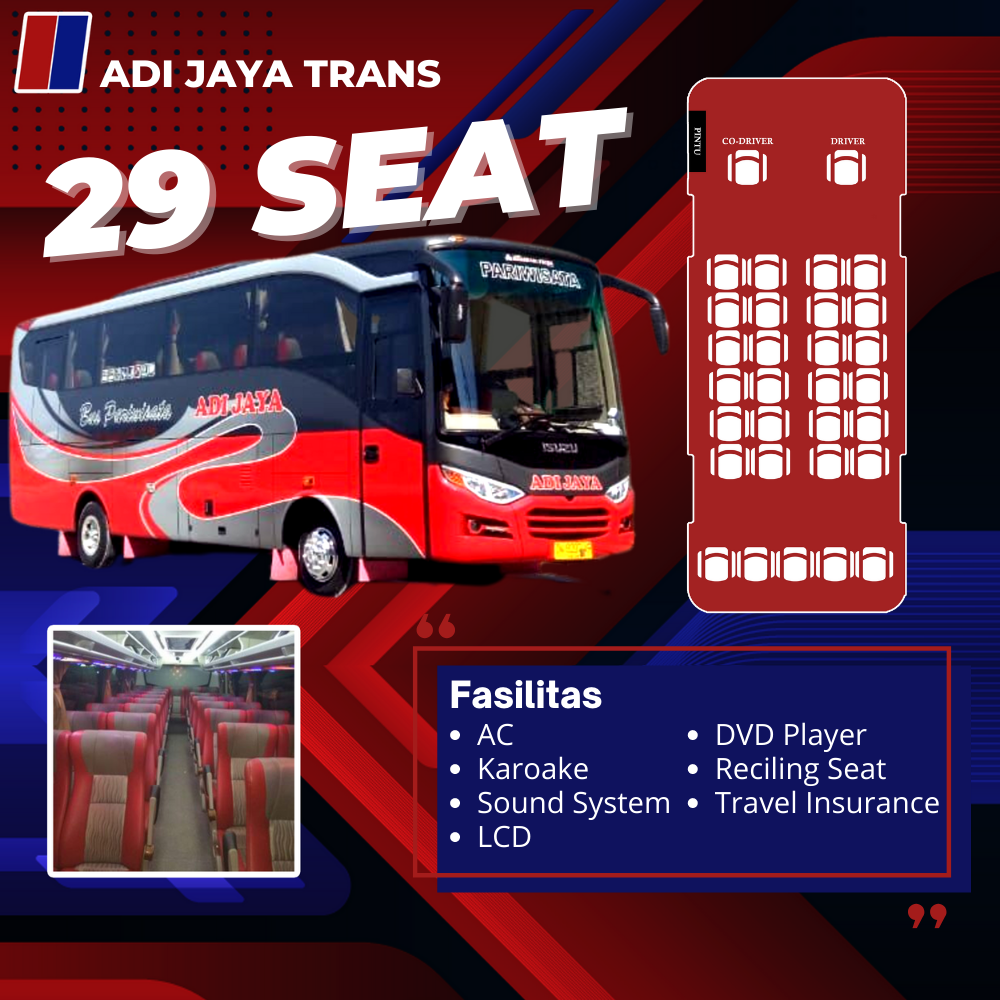 ADI JAYA TRANS
29 SEAT
PINTU
CO-DRIVER
DRIVER
PARIWISATA
Bus Pariwisata
ADI JAYA
ISUZU
ADI JAYA
Fasilitas
AC
Karoake
Sound System
LCD
DVD Player
Reciling Seat
Travel Insurance